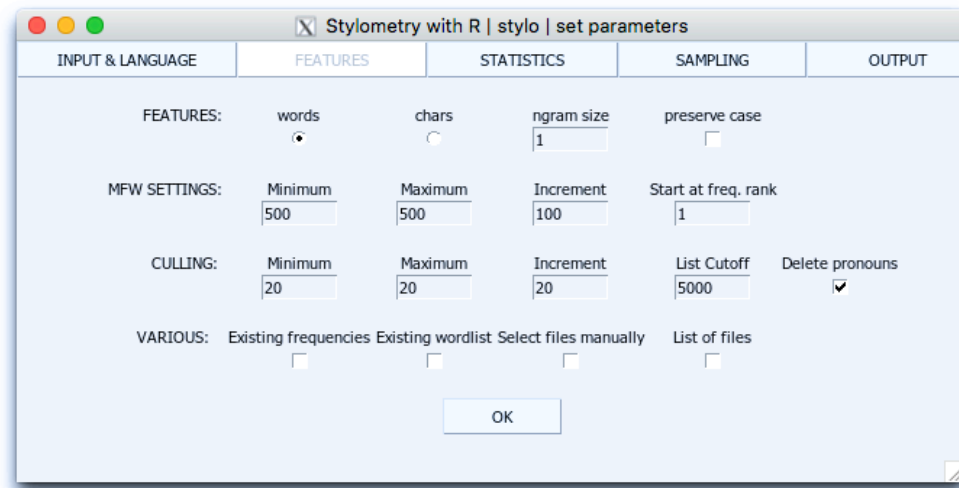 Stylometry with R | stylo | set parameters
INPUT & LANGUAGE FEATURES STATISTICS SAMPLING OUTPUT
FEATURES: words chars ngram size preserve case
1
MFW SETTINGS: Minimum Maximum Increment Start at freq. rank
500 500 100 1
CULLING: Minimum Maximum Increment List Cutoff Delete pronouns
20 20 20 5000
VARIOUS: Existing frequencies Existing wordlist Select files manually List of files
OK